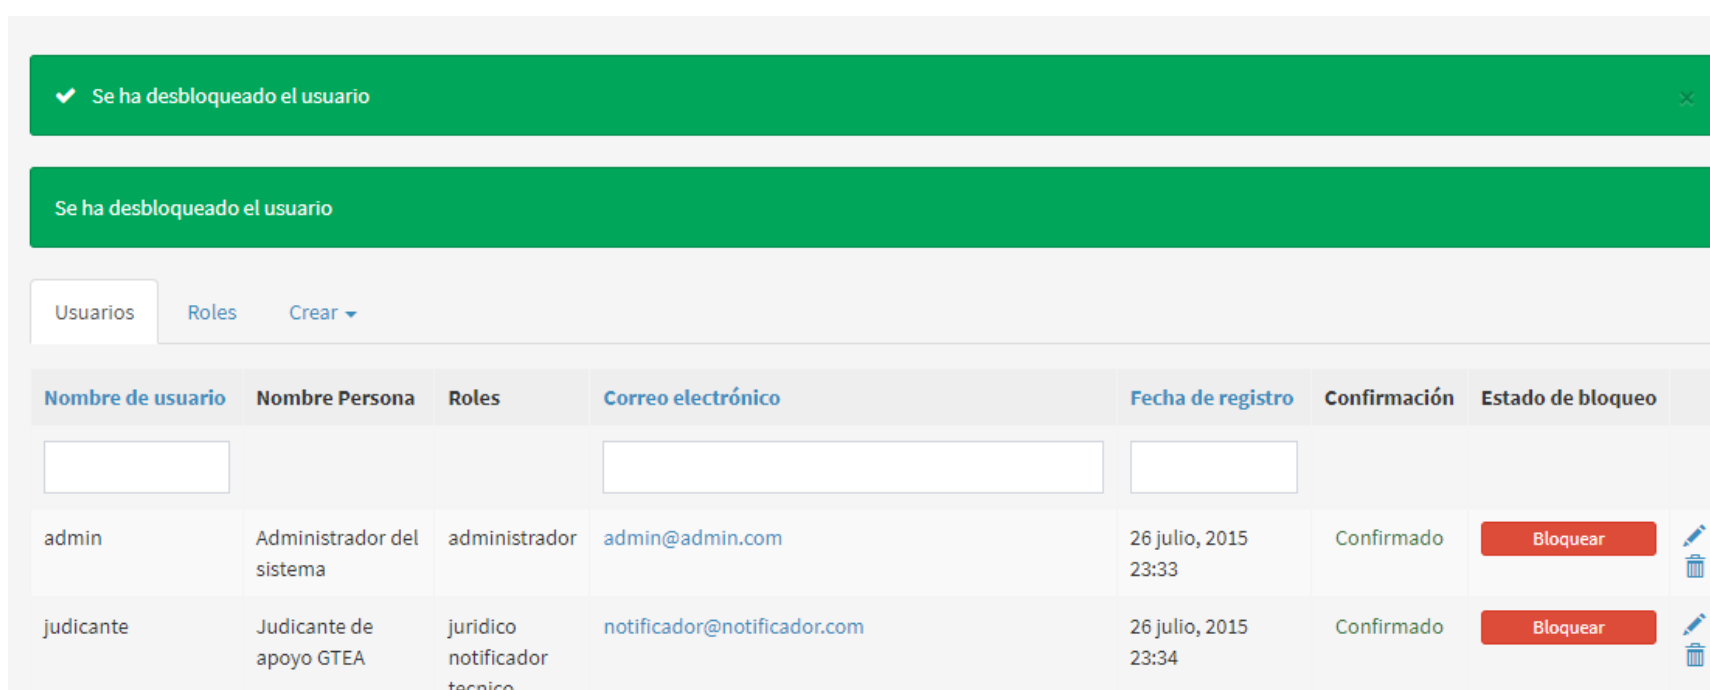 Se ha desbloqueado el usuario
×
Se ha desbloqueado el usuario
Usuarios Roles Crear
Nombre de usuario Nombre Persona Roles Correo electrónico Fecha de registro Confirmación Estado de bloqueo
admin Administrador del administrador admin@admin.com 26 julio, 2015 Confirmado Bloquear
sistema 23:33
judicante Judicante de juridico notificador@notificador.com 26 julio, 2015 Confirmado Bloquear
apoyo GTEA notificador 23:34
tecnico